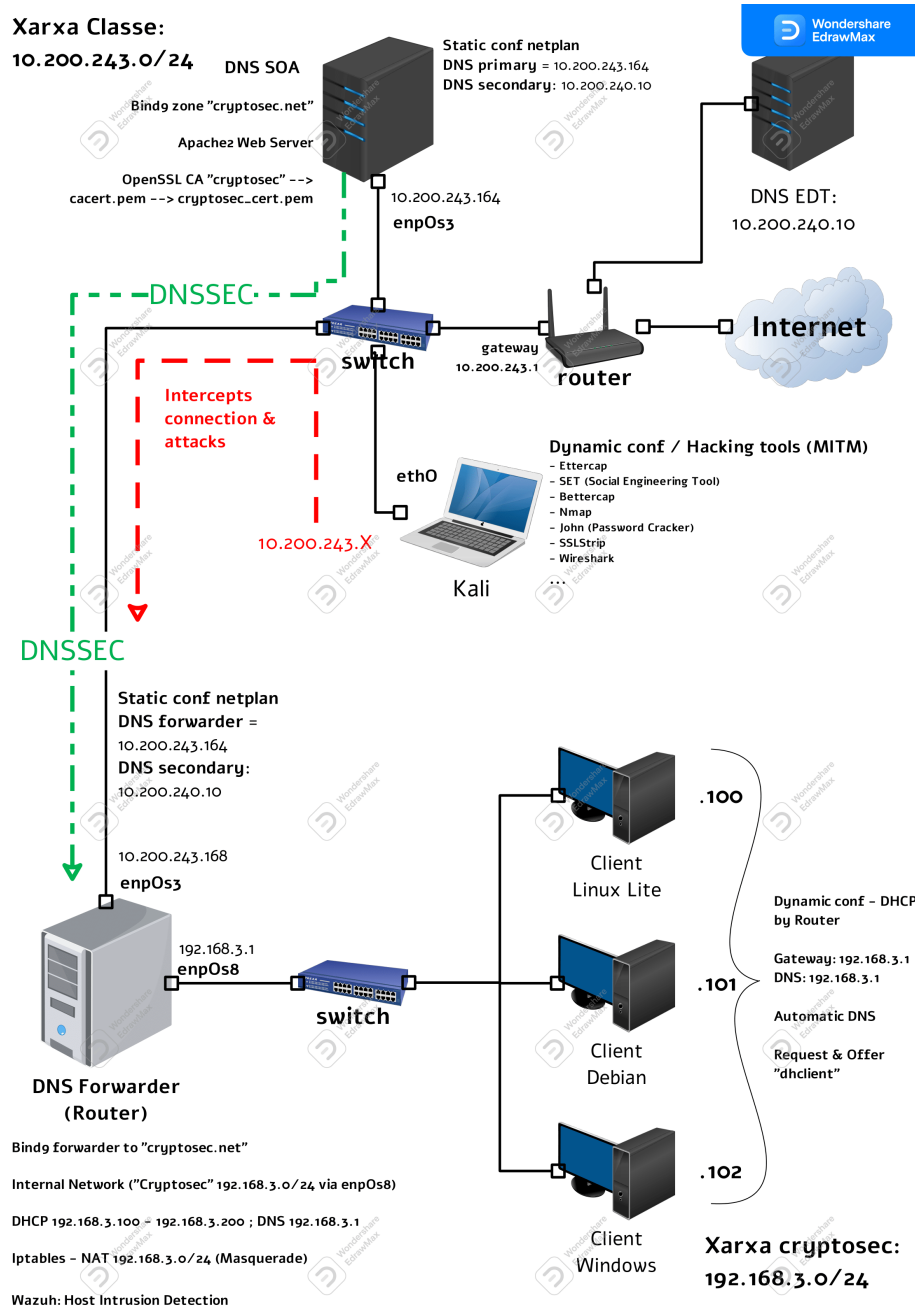 Xarxa Classe:
10.200.243.0/24
DNS SOA
Bind9 zone "cryptosec.net"
Apache2 Web Server
OpenSSL CA "cryptosec" -->
cacert.pem --> cryptosec_cert.pem
Static conf netplan
DNS primary = 10.200.243.164
DNS secondary: 10.200.240.10
Wondershare
EdrawMax
10.200.243.164
enp0s3
DNS EDT:
10.200.240.10
DNSSEC
switch
gateway
10.200.243.1
router
Internet
Intercepts
connection &
attacks
10.200.243.X
eth0
Kali
Dynamic conf / Hacking tools (MITM)
- Ettercap
- SET (Social Engineering Tool)
- Bettercap
- Nmap
- John (Password Cracker)
- SSLStrip
- Wireshark
...
DNSSEC
Static conf netplan
DNS forwarder =
10.200.243.164
DNS secondary:
10.200.240.10
10.200.243.168
enp0s3
192.168.3.1
enp0s8
switch
DNS Forwarder
(Router)
Bind9 forwarder to "cryptosec.net"
Internal Network ("Cryptosec" 192.168.3.0/24 via enp0s8)
DHCP 192.168.3.100 - 192.168.3.200 ; DNS 192.168.3.1
Iptables - NAT 192.168.3.0/24 (Masquerade)
Wazuh: Host Intrusion Detection
.100
Client
Linux Lite
.101
Client
Debian
.102
Client
Windows
Dynamic conf - DHCP
by Router
Gateway: 192.168.3.1
DNS: 192.168.3.1
Automatic DNS
Request & Offer
"dhclient"
Xarxa cryptosec:
192.168.3.0/24